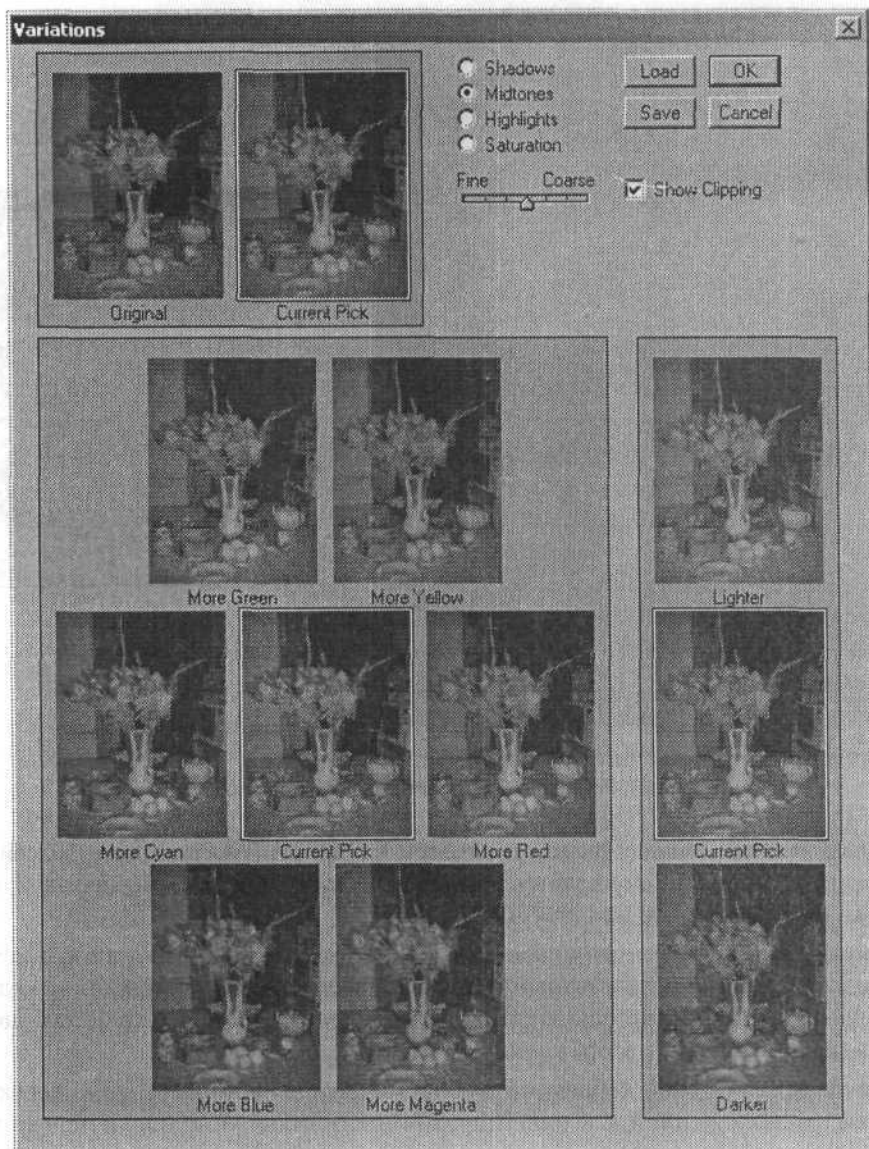 Variations
Original
Current Pick
Shadows
Midtones
Highlights
Saturation
Load
OK
Save
Cancel
Fine
Coarse
Show Clipping
More Green
More Yellow
Lighter
More Cyan
Current Pick
More Red
Current Pick
More Blue
More Magenta
Darker